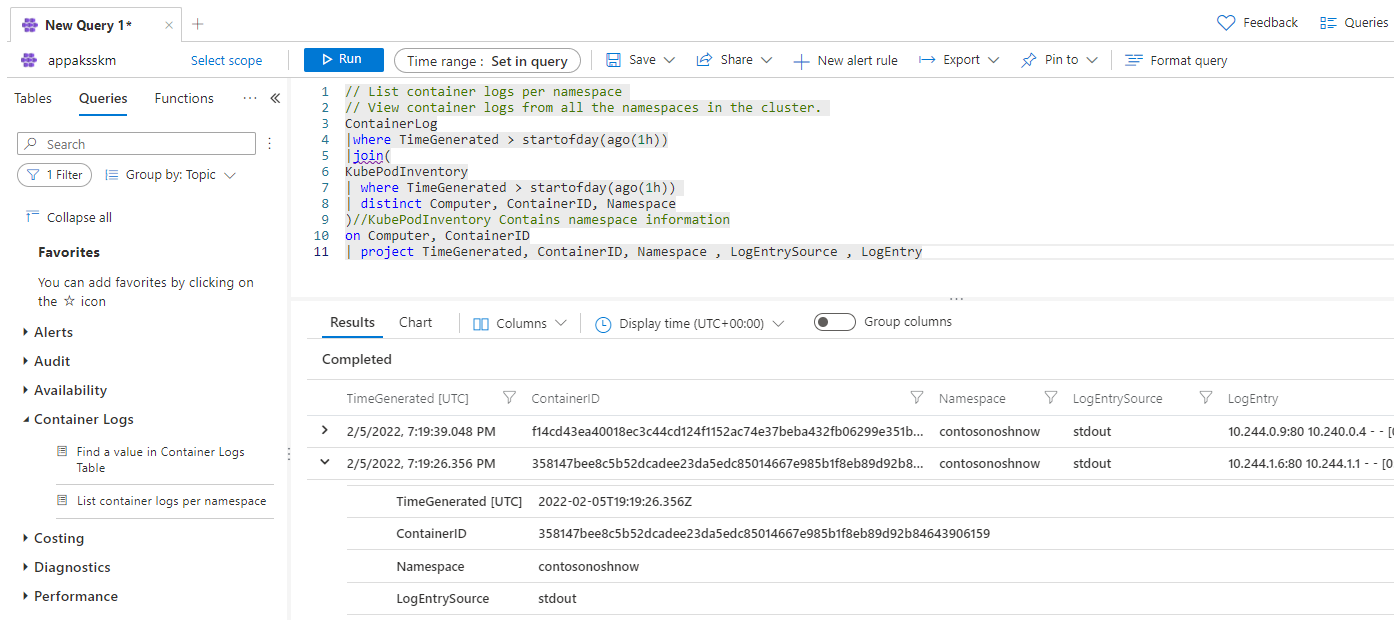 New Query 1*
Feedback
Queries
appaksskm
Select scope
Run
Time range : Set in query
Save
Share
New alert rule
Export
Pin to
Format query
Tables
Queries
Functions
Search
1 Filter
Group by: Topic
Collapse all
Favorites
You can add favorites by clicking on
the ☆ icon
Alerts
Audit
Availability
Container Logs
Find a value in Container Logs
Table
List container logs per namespace
Costing
Diagnostics
Performance
1 // List container logs per namespace
2 // View container logs from all the namespaces in the cluster.
3 ContainerLog
4 |where TimeGenerated > startofday(ago(1h))
5 |join(
6 KubePodInventory
7 | where TimeGenerated > startofday(ago(1h))
8 | distinct Computer, ContainerID, Namespace
9 )//KubePodInventory Contains namespace information
10 on Computer, ContainerID
11 | project TimeGenerated, ContainerID, Namespace , LogEntrySource , LogEntry
Results
Chart
Columns
Display time (UTC+00:00)
Group columns
Completed
TimeGenerated [UTC] ContainerID Namespace LogEntrySource LogEntry
2/5/2022, 7:19:39.048 PM f14cd43ea40018ec3c44cd124f1152ac74e37beba432fb06299e351b... contosonoshnow stdout 10.244.0.9:80 10.240.0.4 - - [0
2/5/2022, 7:19:26.356 PM 358147bee8c5b52dcadee23da5edc85014667e985b1f8eb89d92b8... contosonoshnow stdout 10.244.1.6:80 10.244.1.1 - - [0
TimeGenerated [UTC] 2022-02-05T19:19:26.356Z
ContainerID 358147bee8c5b52dcadee23da5edc85014667e985b1f8eb89d92b84643906159
Namespace contosonoshnow
LogEntrySource stdout